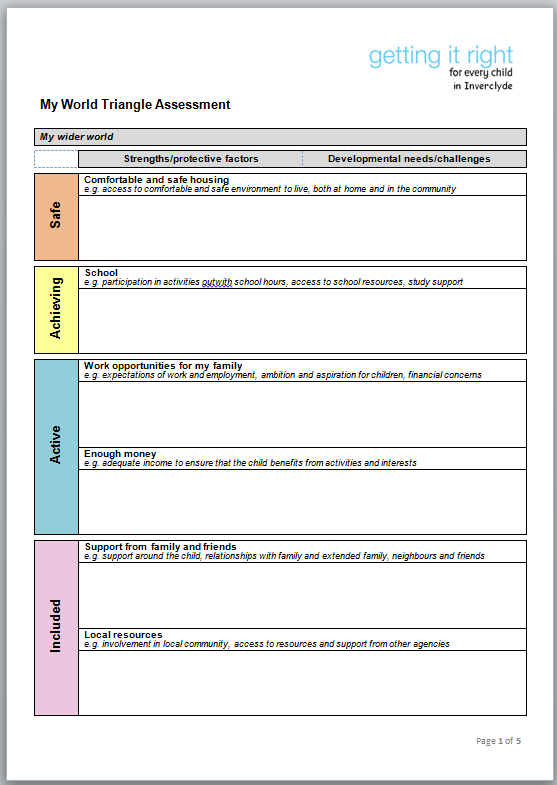 getting it right
for every child
in Inverclyde
My World Triangle Assessment
My wider world
Strengths/protective factors Developmental needs/challenges
Safe
Comfortable and safe housing
e.g. access to comfortable and safe environment to live, both at home and in the community
Achieving
School
e.g. participation in activities outwith school hours, access to school resources, study support
Active
Work opportunities for my family
e.g. expectations of work and employment, ambition and aspiration for children, financial concerns
Enough money
e.g. adequate income to ensure that the child benefits from activities and interests
Included
Support from family and friends
e.g. support around the child, relationships with family and extended family, neighbours and friends
Local resources
e.g. involvement in local community, access to resources and support from other agencies
Page 1 of 5